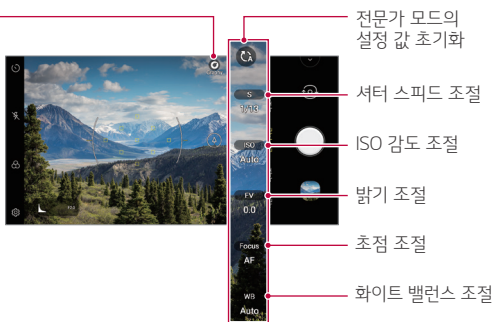 전문가 모드의
설정 값 초기화
A
S
1/13
셔터 스피드 조절
ISO
Auto
ISO 감도 조절
EV
0.0
밝기 조절
Focus
AF
초점 조절
WB
Auto
화이트 밸런스 조절